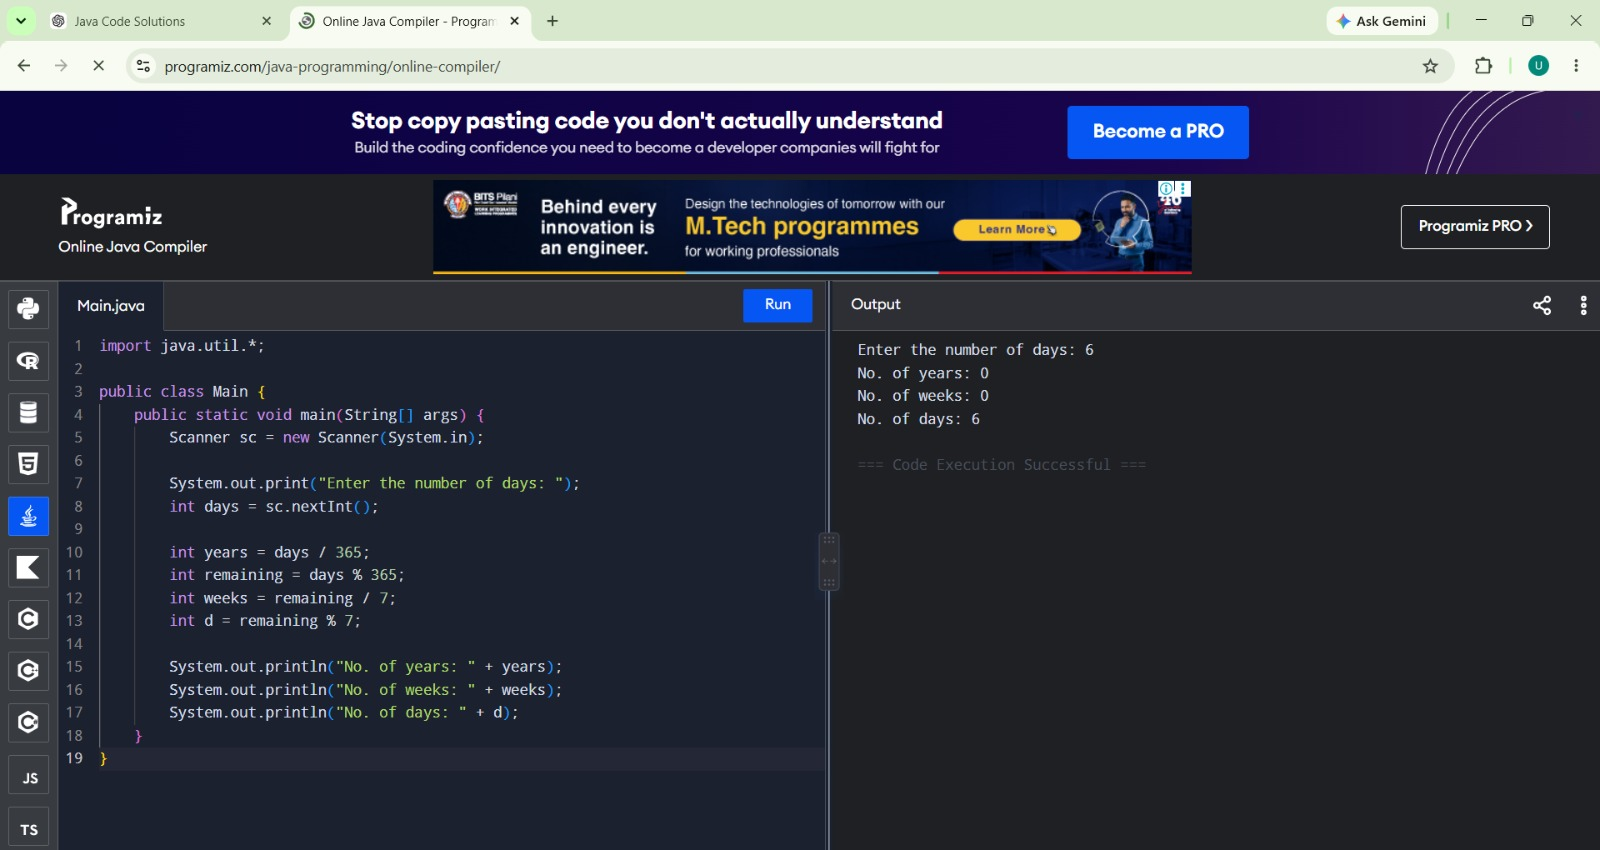 Java Code Solutions
Online Java Compiler - Program
Ask Gemini
programiz.com/java-programming/online-compiler/
U
Stop copy pasting code you don't actually understand
Build the coding confidence you need to become a developer companies will fight for
Become a PRO
Programiz
Online Java Compiler
BITS Pilani
Behind every
innovation is
an engineer.
Design the technologies of tomorrow with our
M.Tech programmes
for working professionals
Learn More
Programiz PRO
Main.java
Run
Output
1 import java.util.*;
2
3 public class Main {
4 public static void main(String[] args) {
5 Scanner sc = new Scanner(System.in);
6
7 System.out.print("Enter the number of days: ");
8 int days = sc.nextInt();
9
10 int years = days / 365;
11 int remaining = days % 365;
12 int weeks = remaining / 7;
13 int d = remaining % 7;
14
15 System.out.println("No. of years: " + years);
16 System.out.println("No. of weeks: " + weeks);
17 System.out.println("No. of days: " + d);
18 }
19 }
Enter the number of days: 6
No. of years: 0
No. of weeks: 0
No. of days: 6
=== Code Execution Successful ===
JS
TS